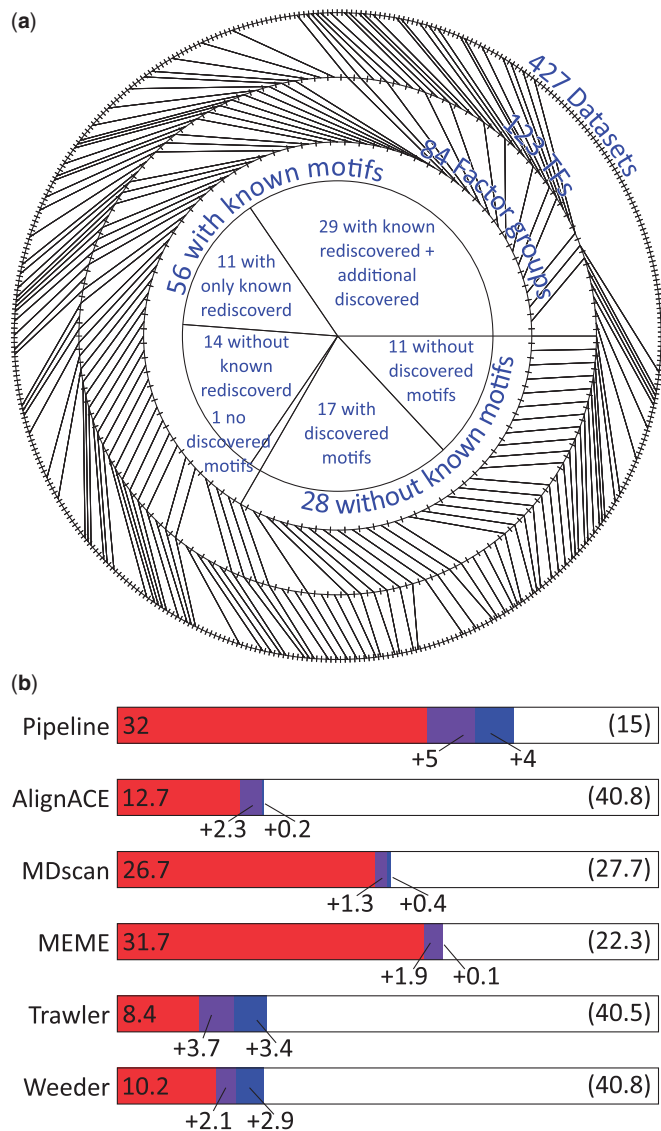 (a)
427 Datasets
123 TFs
84 Factor groups
56 with known motifs
29 with known
rediscovered +
additional
discovered
11 with
only known
rediscoverd
14 without
known
rediscoverd
1 no
discovered
motifs
11 without
discovered
motifs
17 with
discovered
motifs
28 without known motifs
(b)
Pipeline 32 (15)
+5 +4
AlignACE 12.7 (40.8)
+2.3 +0.2
MDscan 26.7 (27.7)
+1.3 +0.4
MEME 31.7 (22.3)
+1.9 +0.1
Trawler 8.4 (40.5)
+3.7 +3.4
Weeder 10.2 (40.8)
+2.1 +2.9